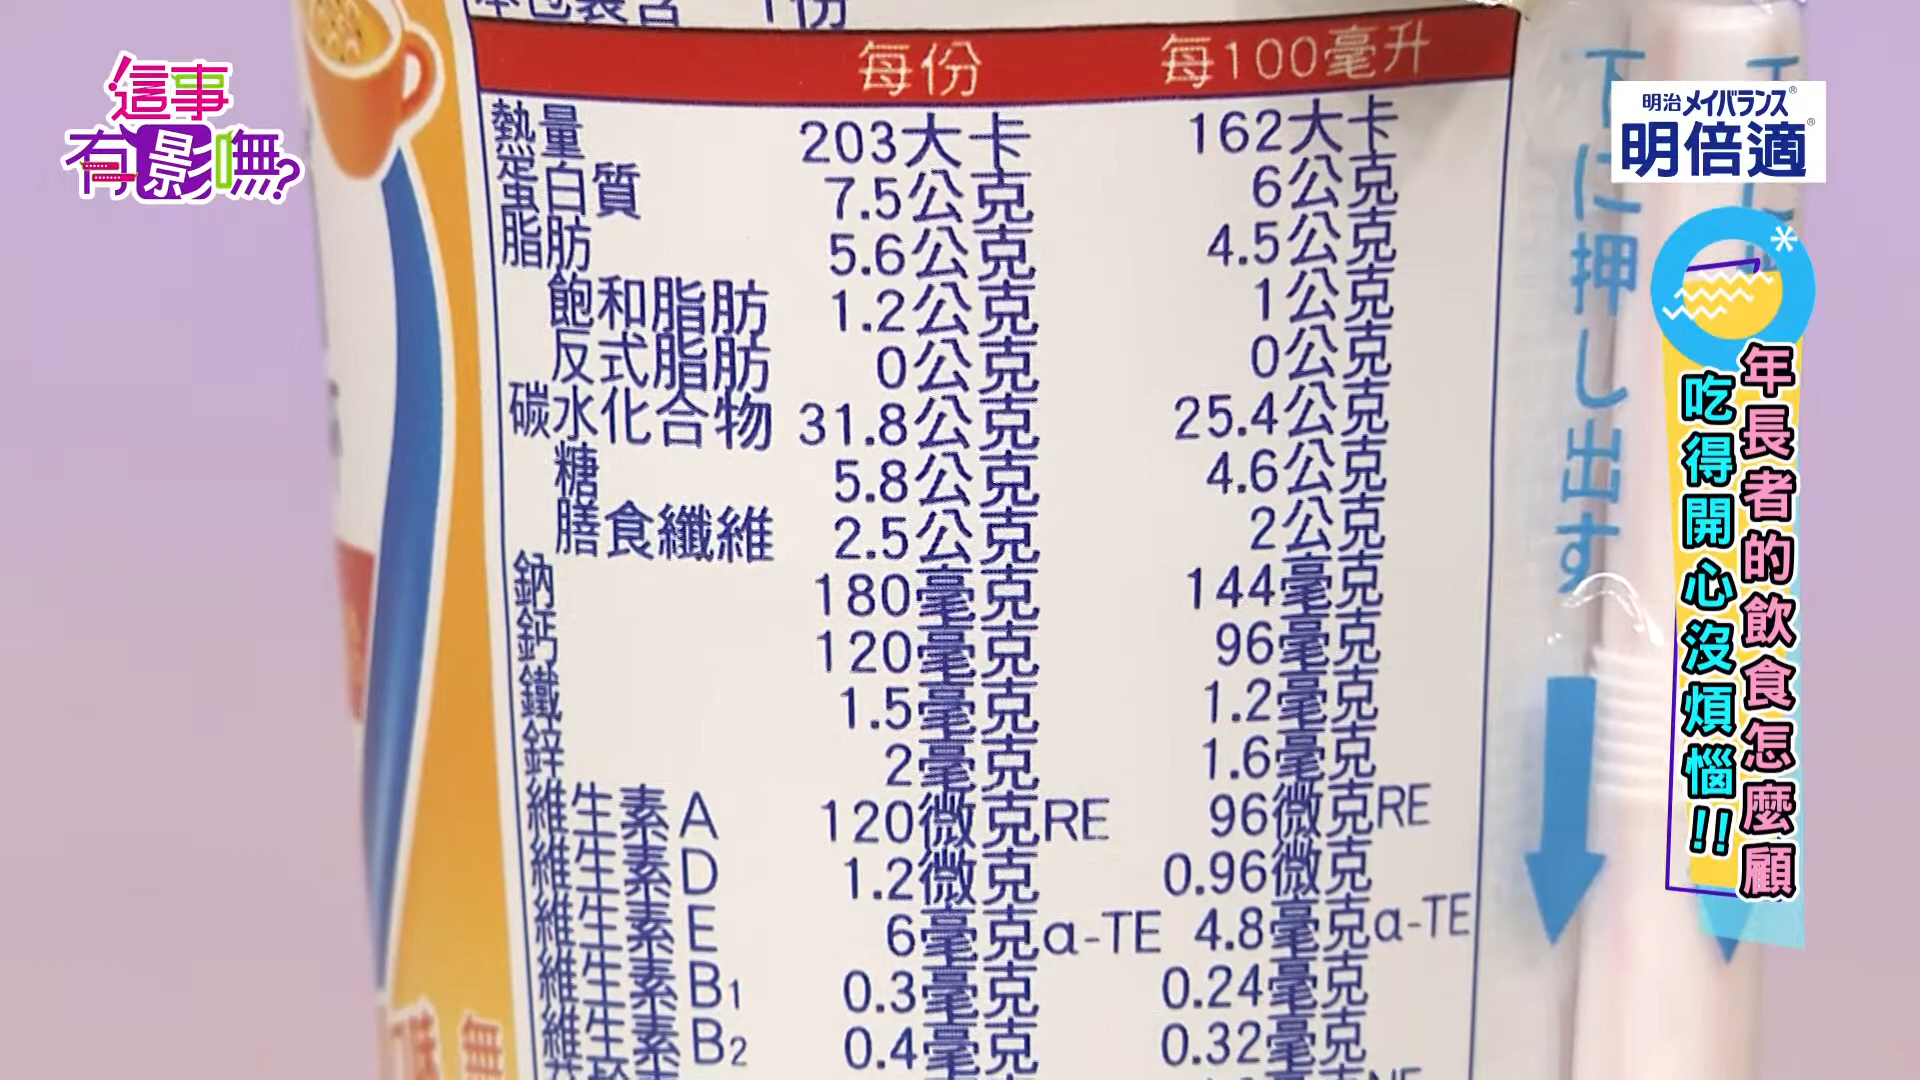 本包裝含 1份
每份 每100毫升
熱量 203大卡 162大卡
蛋白質 7.5公克 6公克
脂肪 5.6公克 4.5公克
飽和脂肪 1.2公克 1公克
反式脂肪 0公克 0公克
碳水化合物 31.8公克 25.4公克
糖 5.8公克 4.6公克
膳食纖維 2.5公克 2公克
鈉 180毫克 144毫克
鈣 120毫克 96毫克
鐵 1.5毫克 1.2毫克
鋅 2毫克 1.6毫克
維生素A 120微克RE 96微克RE
維生素D 1.2微克 0.96微克
維生素E 6毫克α-TE 4.8毫克α-TE
維生素B1 0.3毫克 0.24毫克
維生素B2 0.4毫克 0.32毫克
這事
有影嘸?
明治メイバランス®
明倍適®
年長者的飲食怎麼顧
吃得開心沒煩惱!!
下に押し出す
味 無